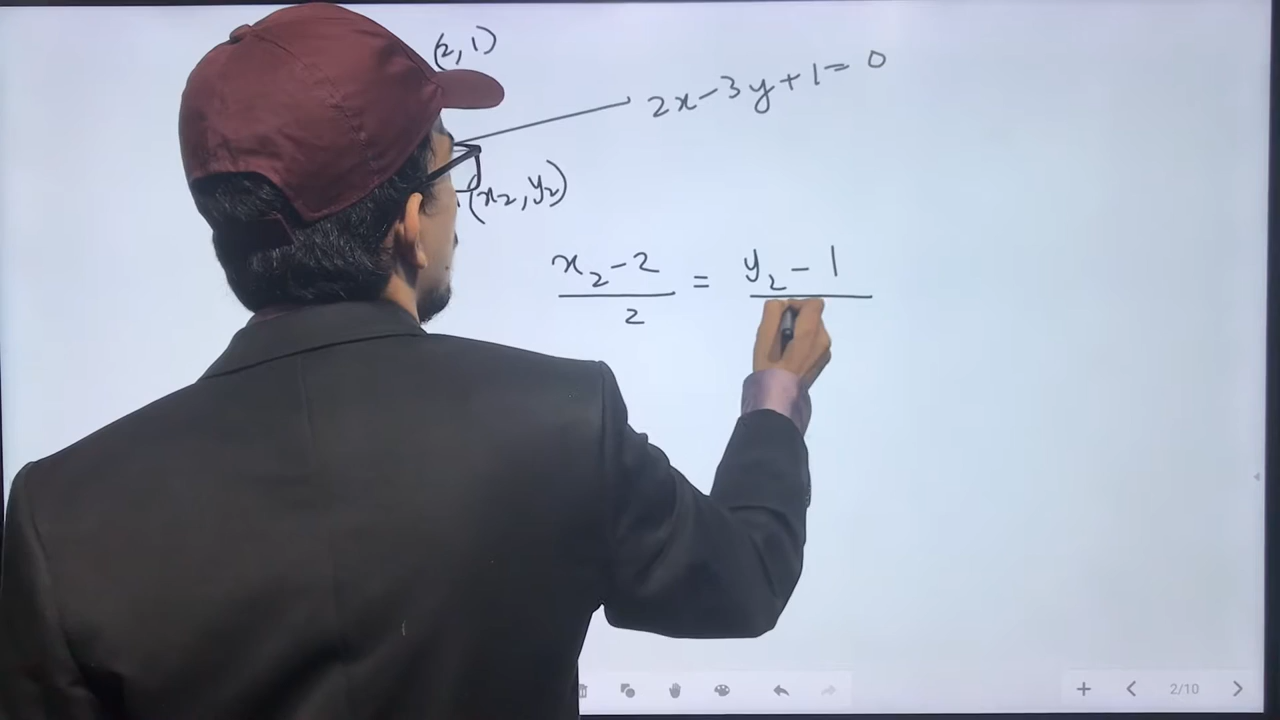 (2, 1)
2x-3y+1=0
(x₂, y₂)
x₂-2 = y₂-1
2
2/10